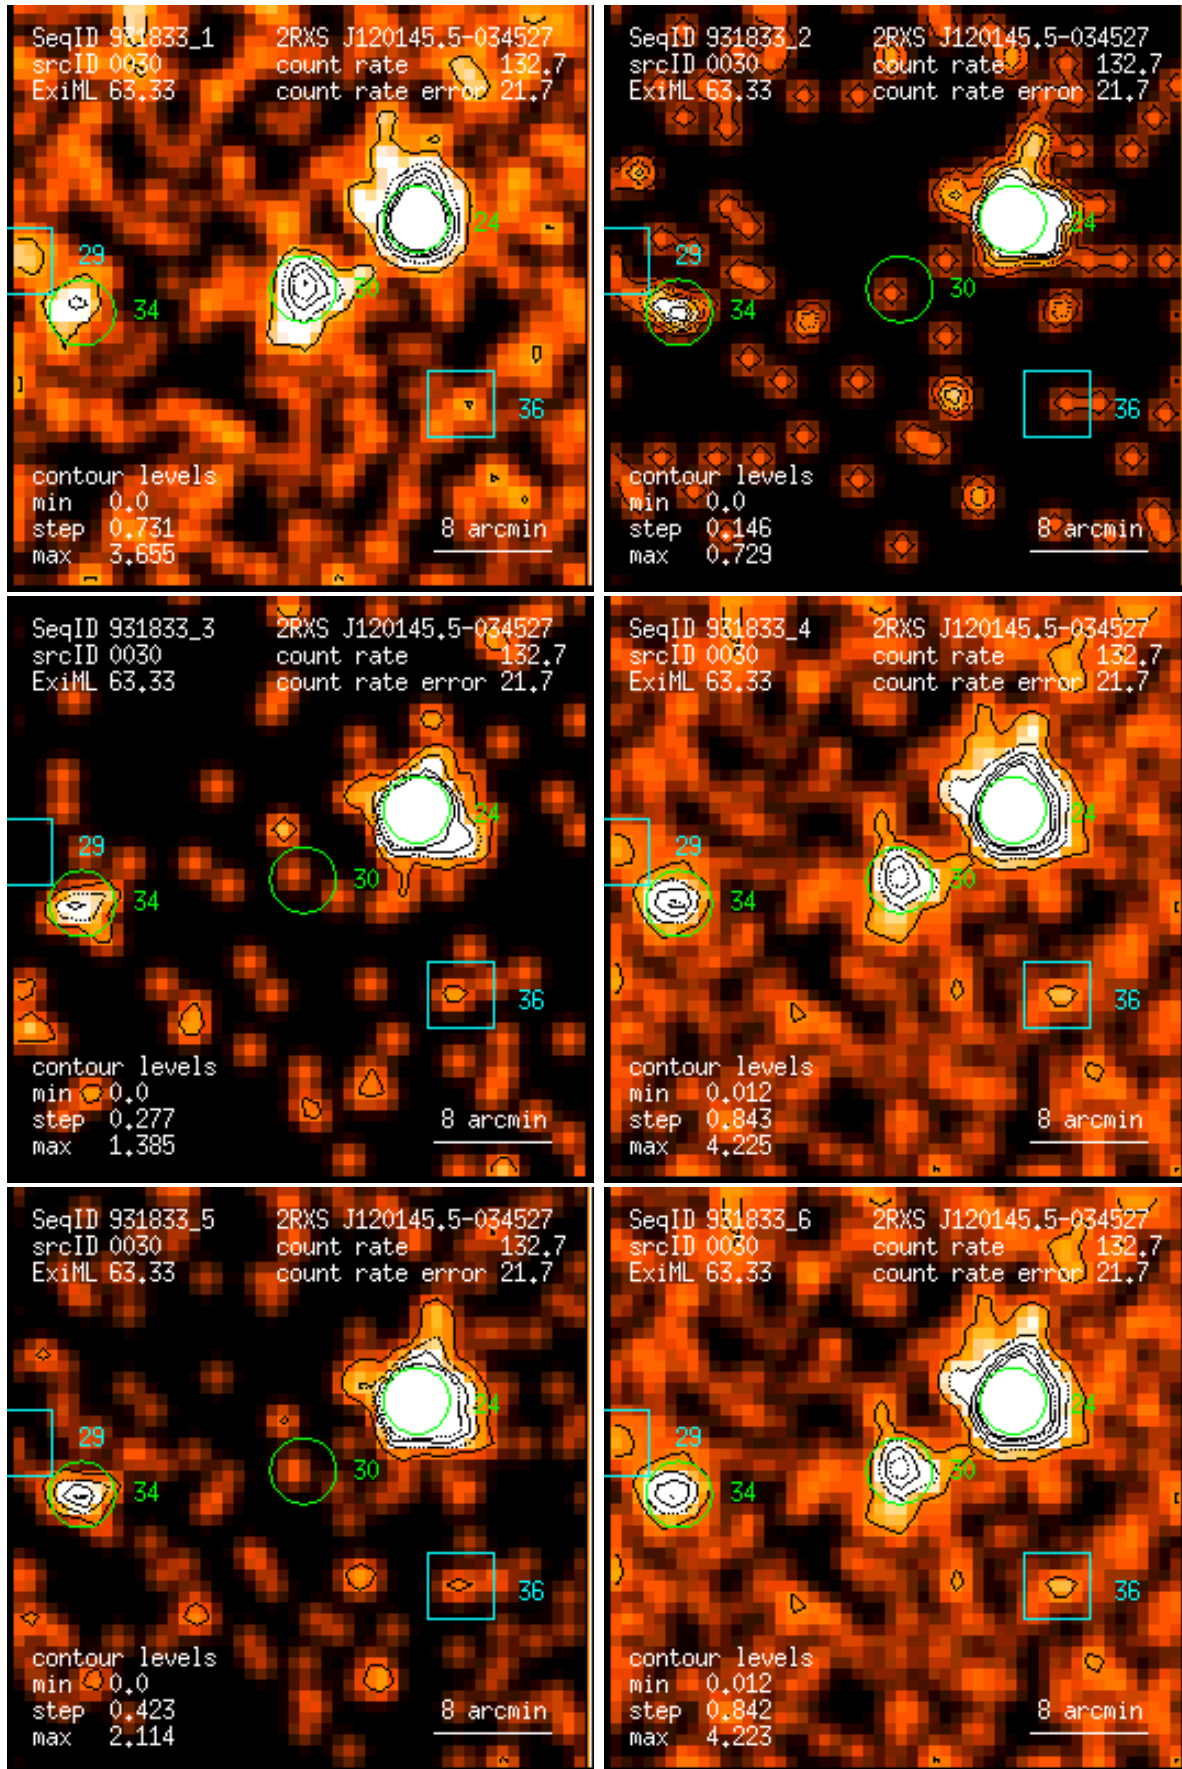 SeqID 931833_1 2RXS J120145.5-034527
srcID 0030 count rate 132.7
ExiML 63.33 count rate error 21.7
24
29
30
34
36
contour levels
min 0.0
step 0.731 8 arcmin
max 3.655
SeqID 931833_2 2RXS J120145.5-034527
srcID 0030 count rate 132.7
ExiML 63.33 count rate error 21.7
24
29
30
34
36
contour levels
min 0.0
step 0.146 8 arcmin
max 0.729
SeqID 931833_3 2RXS J120145.5-034527
srcID 0030 count rate 132.7
ExiML 63.33 count rate error 21.7
24
29
30
34
36
contour levels
min 0.0
step 0.277 8 arcmin
max 1.385
SeqID 931833_4 2RXS J120145.5-034527
srcID 0030 count rate 132.7
ExiML 63.33 count rate error 21.7
24
29
30
34
36
contour levels
min 0.012
step 0.843 8 arcmin
max 4.225
SeqID 931833_5 2RXS J120145.5-034527
srcID 0030 count rate 132.7
ExiML 63.33 count rate error 21.7
24
29
30
34
36
contour levels
min 0.0
step 0.423 8 arcmin
max 2.114
SeqID 931833_6 2RXS J120145.5-034527
srcID 0030 count rate 132.7
ExiML 63.33 count rate error 21.7
24
29
30
34
36
contour levels
min 0.012
step 0.842 8 arcmin
max 4.223